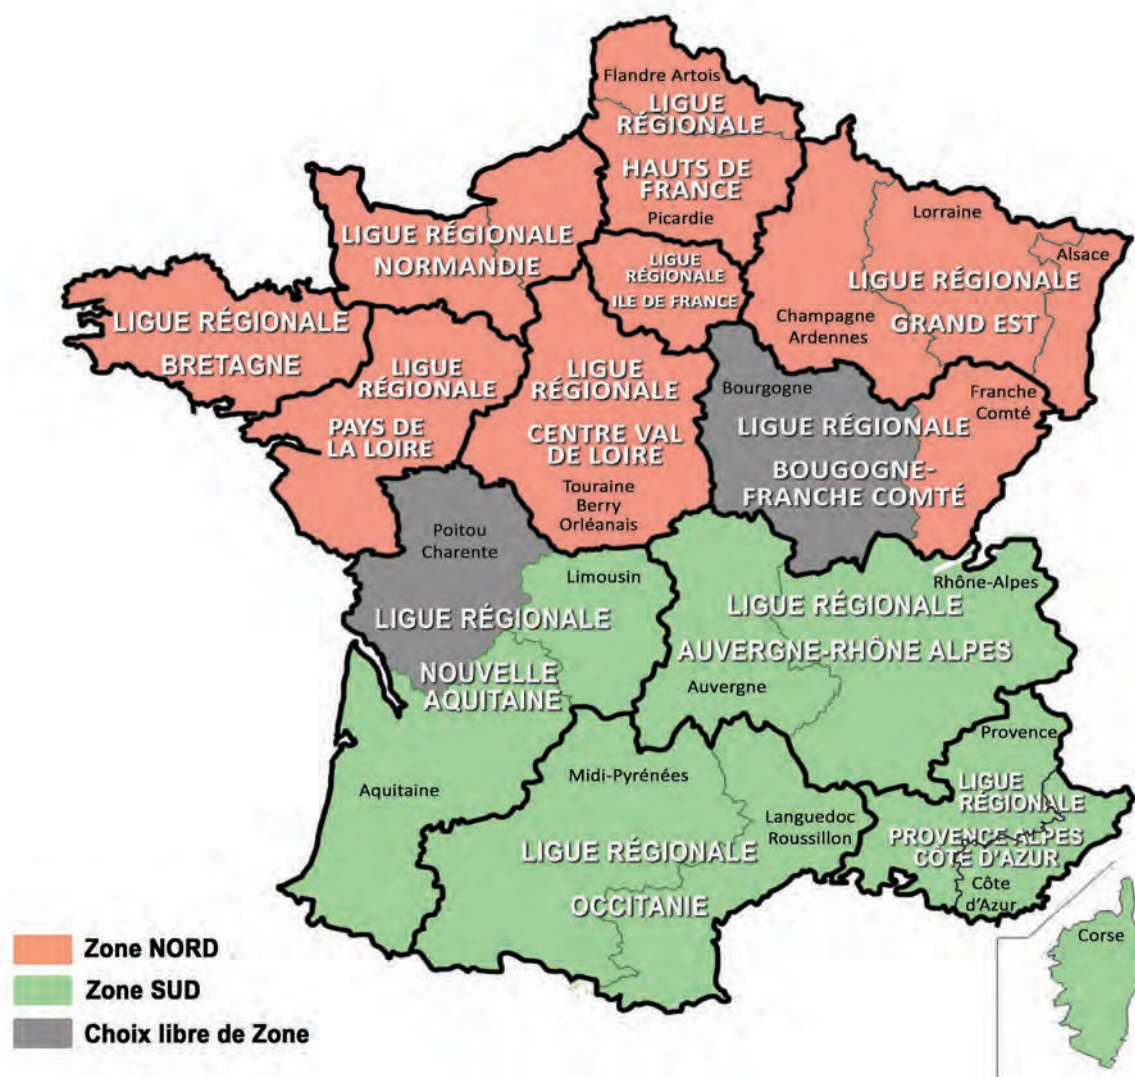 Flandre Artois
LIGUE
RÉGIONALE
HAUTS DE
FRANCE
Picardie
LIGUE RÉGIONALE
NORMANDIE
LIGUE
RÉGIONALE
ILE DE FRANCE
Lorraine
Alsace
LIGUE RÉGIONALE
GRAND EST
Champagne
Ardennes
LIGUE RÉGIONALE
BRETAGNE
LIGUE
RÉGIONALE
PAYS DE
LA LOIRE
LIGUE
RÉGIONALE
CENTRE VAL
DE LOIRE
Touraine
Berry
Orléanais
Bourgogne
Franche
Comté
LIGUE RÉGIONALE
BOUGOGNE-
FRANCHE COMTÉ
Poitou
Charente
Limousin
LIGUE RÉGIONALE
NOUVELLE
AQUITAINE
Aquitaine
Rhône-Alpes
LIGUE RÉGIONALE
AUVERGNE-RHÔNE ALPES
Auvergne
Midi-Pyrénées
Languedoc
Roussillon
LIGUE RÉGIONALE
OCCITANIE
Provence
LIGUE
RÉGIONALE
PROVENCE ALPES
CÔTE D'AZUR
Côte
d'Azur
Corse
Zone NORD
Zone SUD
Choix libre de Zone